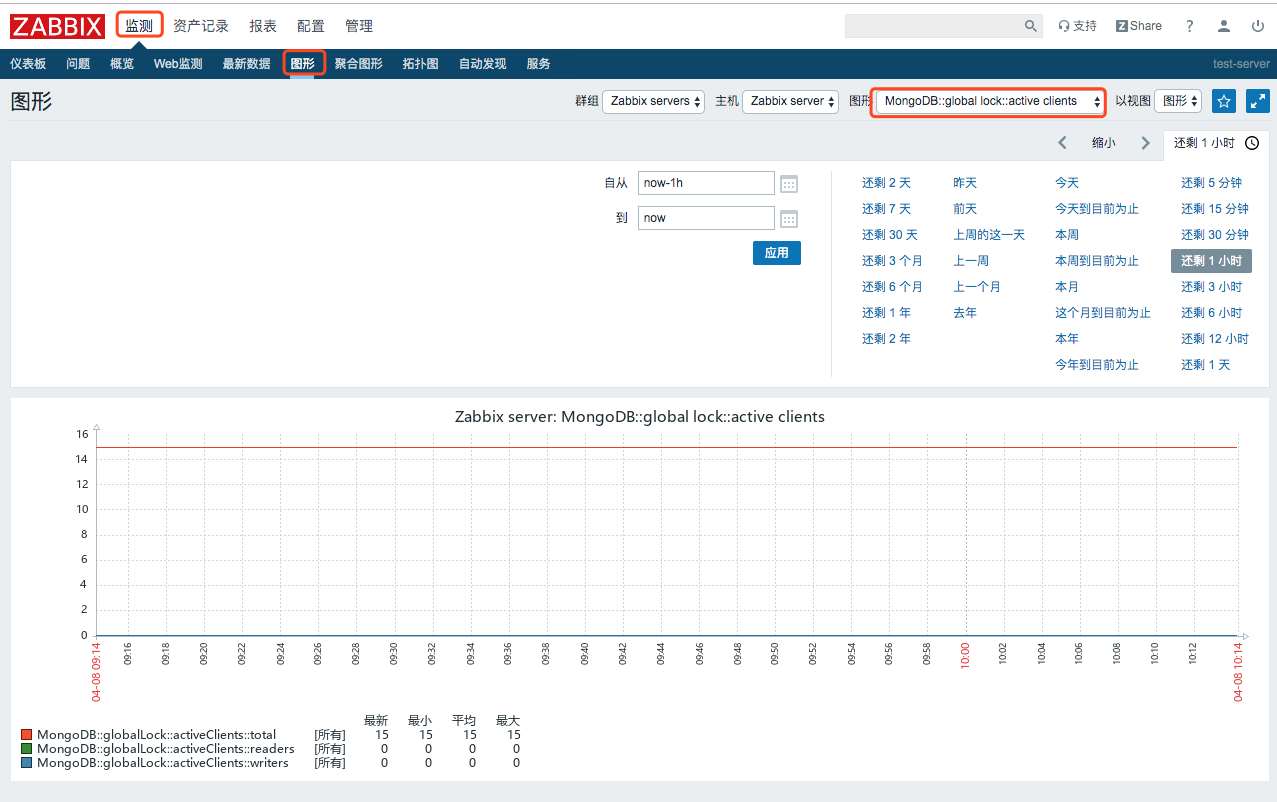 ZABBIX 监测 资产记录 报表 配置 管理 支持 Z Share ?
仪表板 问题 概览 Web监测 最新数据 图形 聚合图形 拓扑图 自动发现 服务 test-server
图形 群组 Zabbix servers 主机 Zabbix server 图形 MongoDB::global lock::active clients 以视图 图形
缩小 还剩 1 小时
自从 now-1h 还剩 2 天 昨天 今天 还剩 5 分钟
还剩 7 天 前天 今天到目前为止 还剩 15 分钟
到 now 还剩 30 天 上周的这一天 本周 还剩 30 分钟
应用 还剩 3 个月 上一周 本周到目前为止 还剩 1 小时
还剩 6 个月 上一个月 本月 还剩 3 小时
还剩 1 年 去年 这个月到目前为止 还剩 6 小时
还剩 2 年 本年 还剩 12 小时
今年到目前为止 还剩 1 天
Zabbix server: MongoDB::global lock::active clients
16
14
12
10
8
6
4
2
0
04-08 09:14 09:16 09:18 09:20 09:22 09:24 09:26 09:28 09:30 09:32 09:34 09:36 09:38 09:40 09:42 09:44 09:46 09:48 09:50 09:52 09:54 09:56 09:58 10:00 10:02 10:04 10:06 10:08 10:10 10:12 04-08 10:14
最新 最小 平均 最大
MongoDB::globalLock::activeClients::total [所有] 15 15 15 15
MongoDB::globalLock::activeClients::readers [所有] 0 0 0 0
MongoDB::globalLock::activeClients::writers [所有] 0 0 0 0